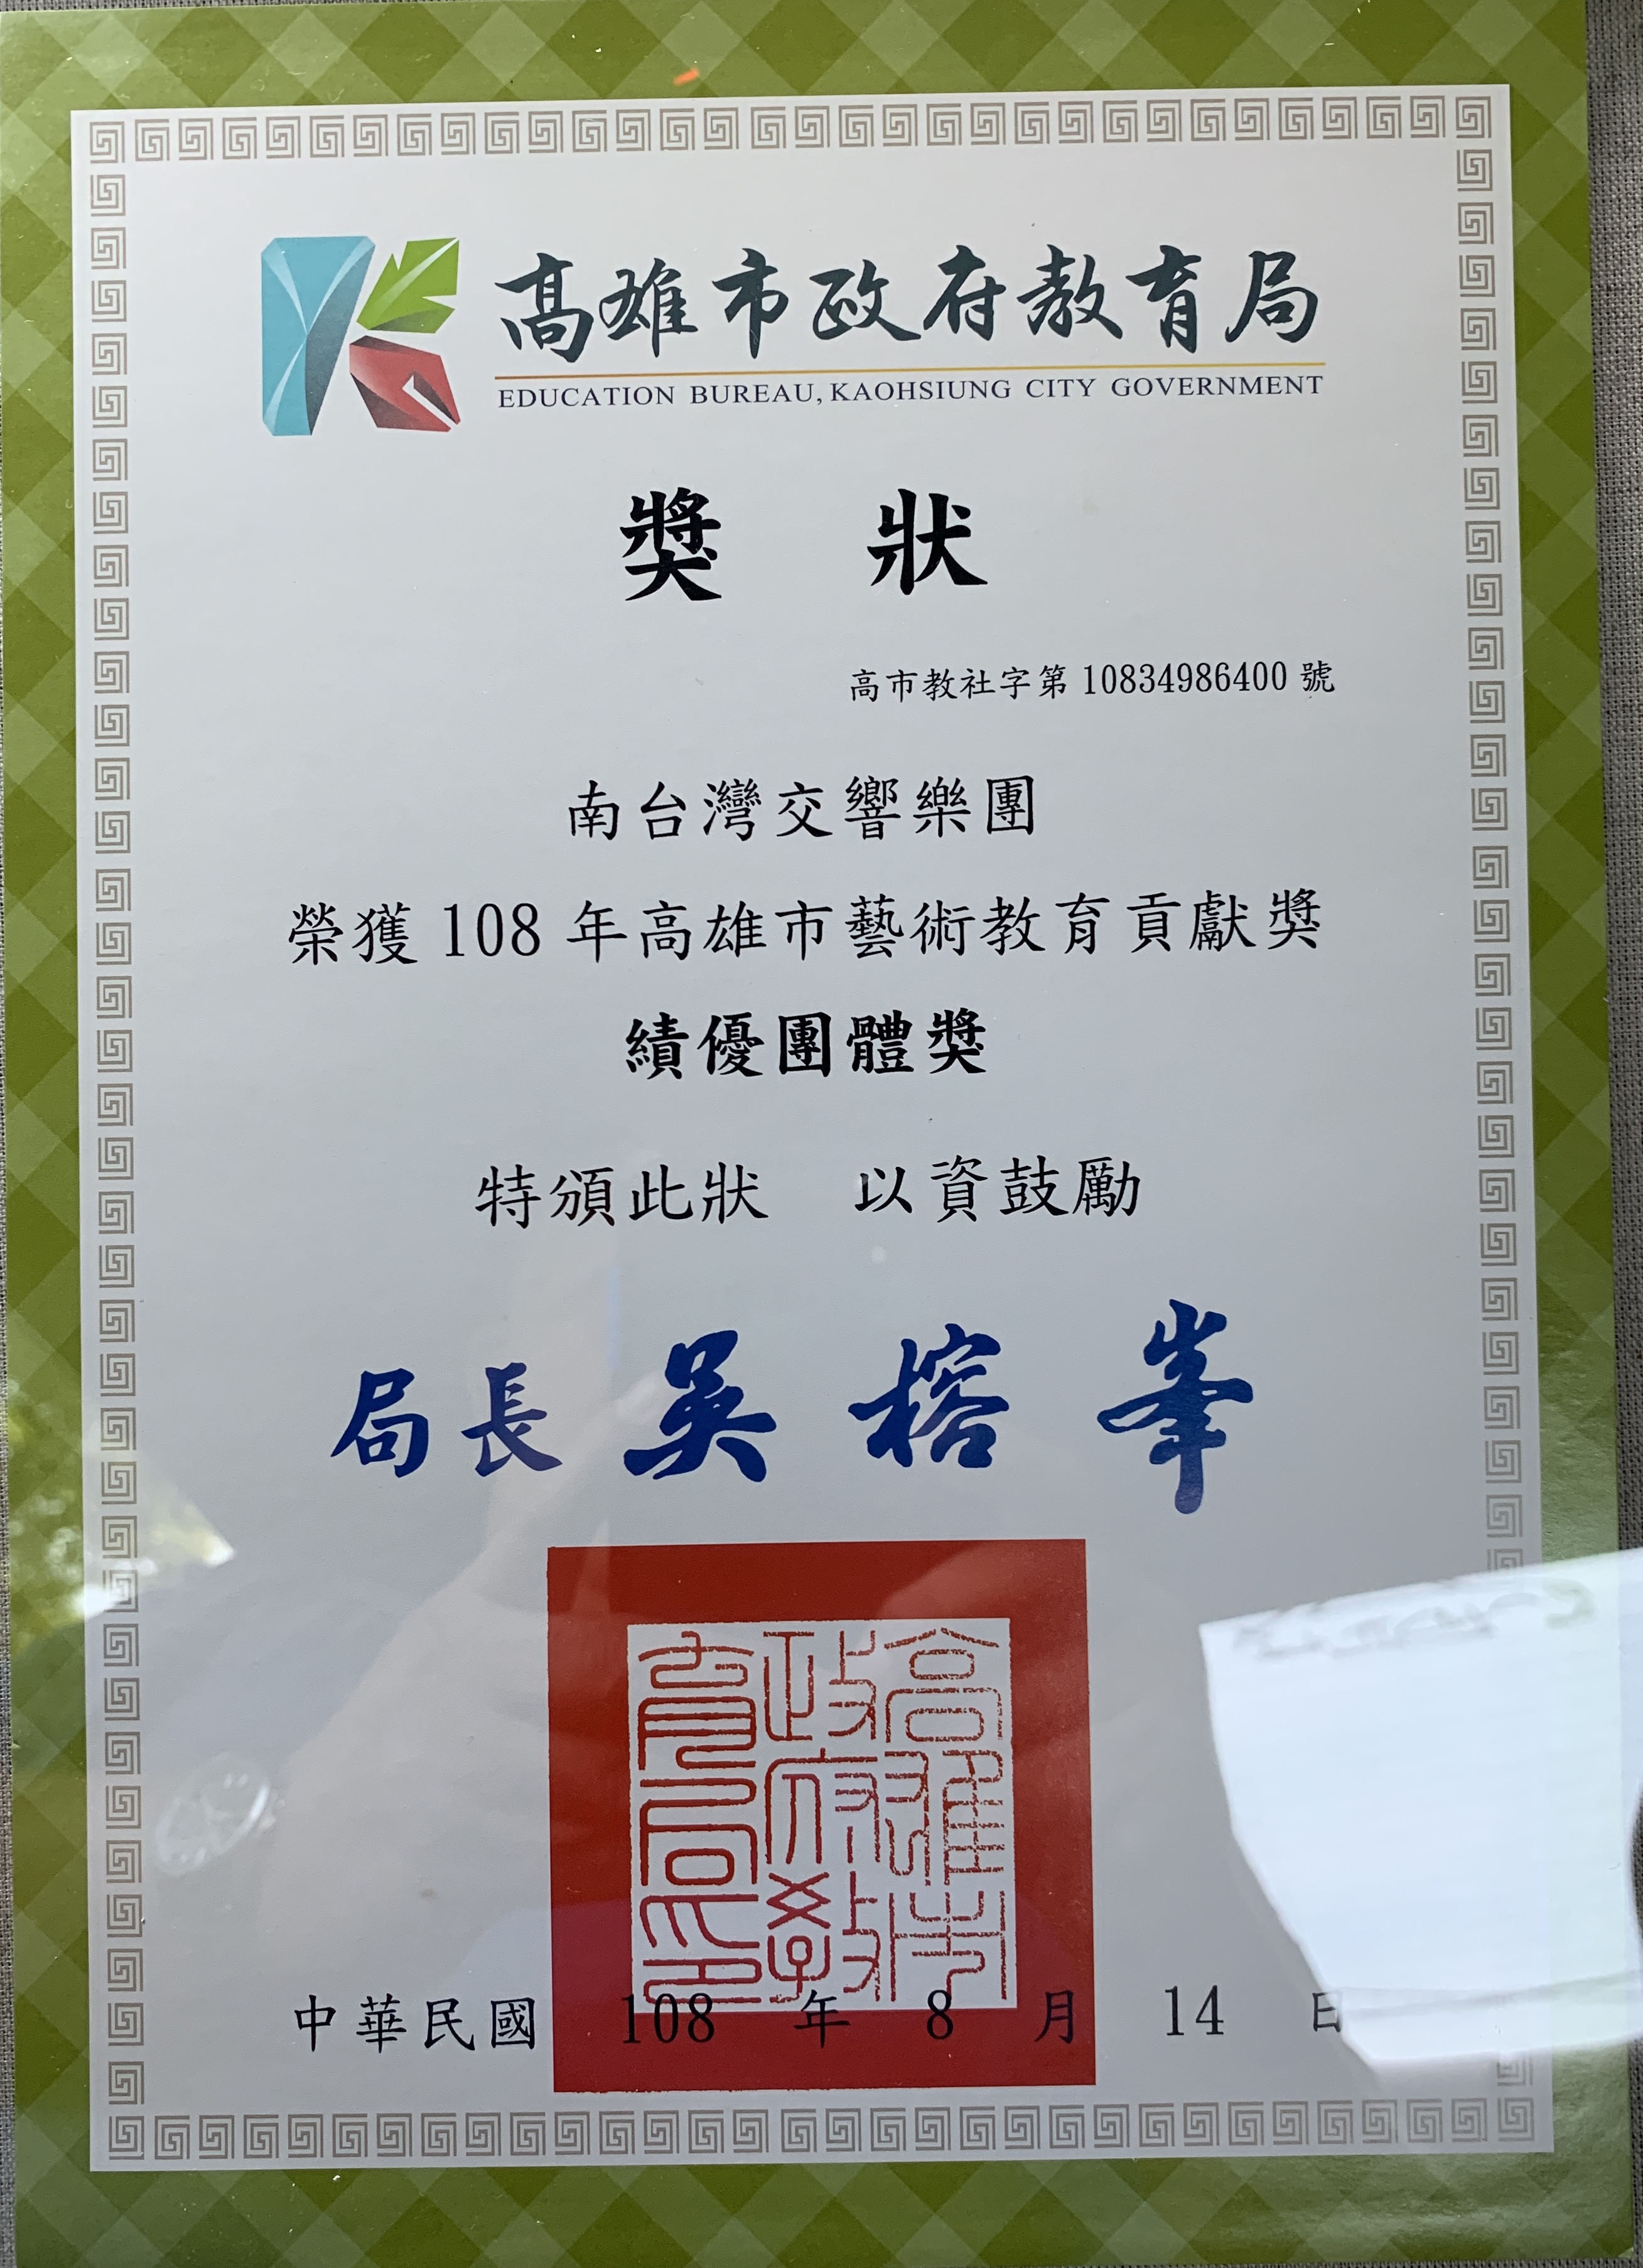 高雄市政府教育局
EDUCATION BUREAU, KAOHSIUNG CITY GOVERNMENT
獎狀
高市教社字第 10834986400 號
南台灣交響樂團
榮獲 108 年高雄市藝術教育貢獻獎
績優團體獎
特頒此狀 以資鼓勵
局長 吳榕峯
高雄市
政府教
育局印
中華民國 108 年 8 月 14 日